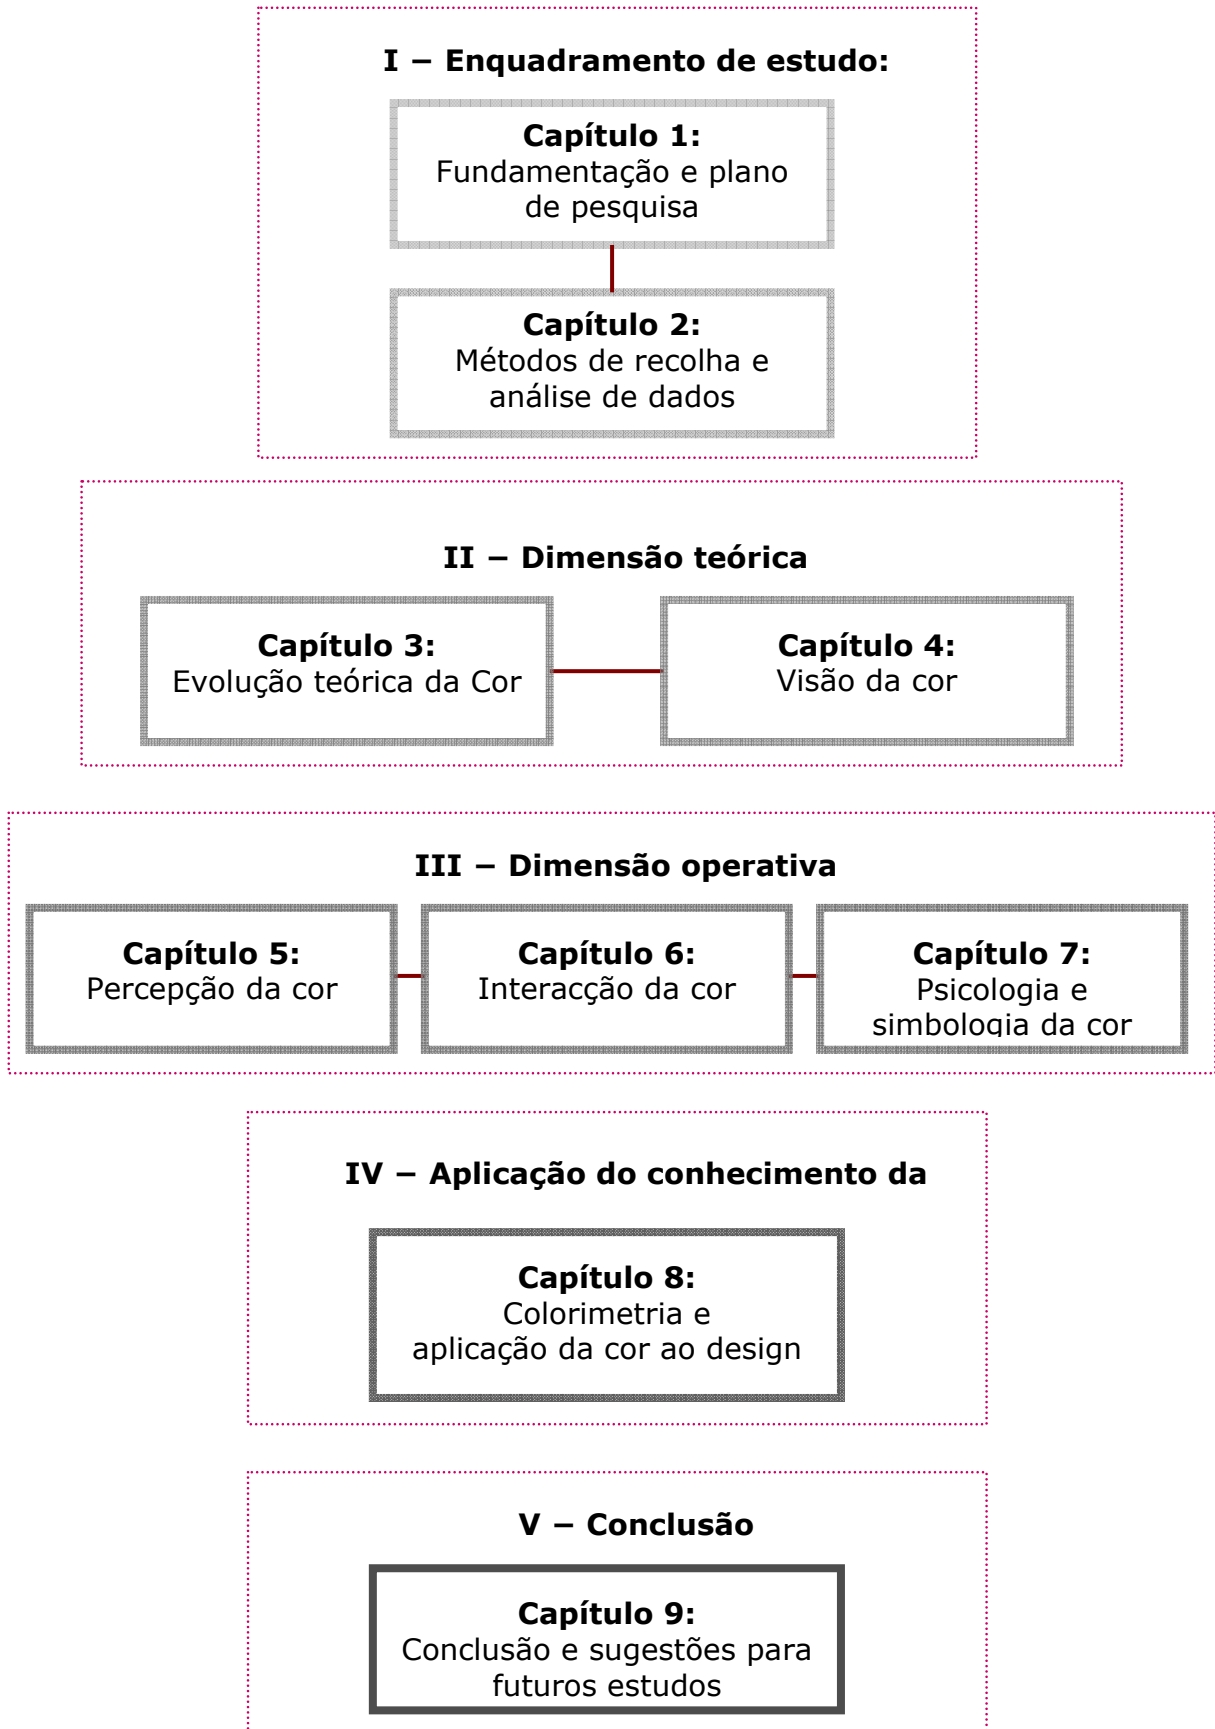 I − Enquadramento de estudo:
Capítulo 1:
Fundamentação e plano
de pesquisa
Capítulo 2:
Métodos de recolha e
análise de dados
II − Dimensão teórica
Capítulo 3:
Evolução teórica da Cor
Capítulo 4:
Visão da cor
III − Dimensão operativa
Capítulo 5:
Percepção da cor
Capítulo 6:
Interacção da cor
Capítulo 7:
Psicologia e
simbologia da cor
IV − Aplicação do conhecimento da
Capítulo 8:
Colorimetria e
aplicação da cor ao design
V − Conclusão
Capítulo 9:
Conclusão e sugestões para
futuros estudos